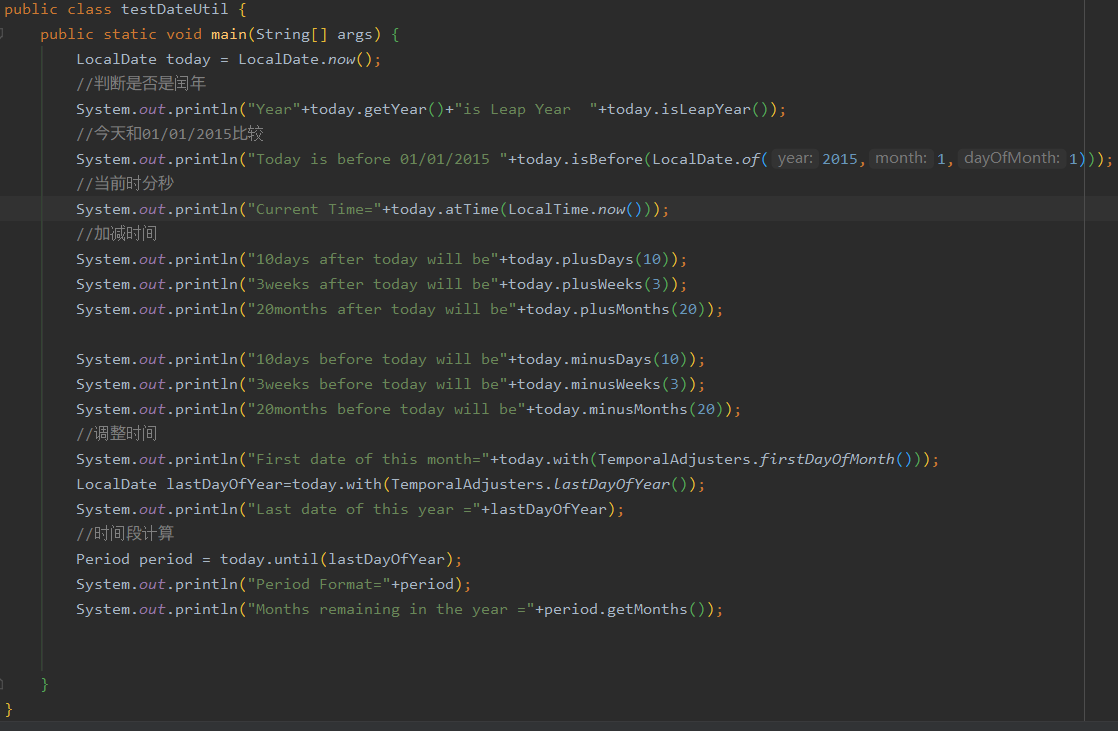 public class testDateUtil {
public static void main(String[] args) {
LocalDate today = LocalDate.now();
//判断是否是闰年
System.out.println("Year"+today.getYear()+"is Leap Year  "+today.isLeapYear());
//今天和01/01/2015比较
System.out.println("Today is before 01/01/2015 "+today.isBefore(LocalDate.of( year: 2015, month: 1, dayOfMonth: 1)));
//当前时分秒
System.out.println("Current Time="+today.atTime(LocalTime.now()));
//加减时间
System.out.println("10days after today will be"+today.plusDays(10));
System.out.println("3weeks after today will be"+today.plusWeeks(3));
System.out.println("20months after today will be"+today.plusMonths(20));
System.out.println("10days before today will be"+today.minusDays(10));
System.out.println("3weeks before today will be"+today.minusWeeks(3));
System.out.println("20months before today will be"+today.minusMonths(20));
//调整时间
System.out.println("First date of this month="+today.with(TemporalAdjusters.firstDayOfMonth()));
LocalDate lastDayOfYear=today.with(TemporalAdjusters.lastDayOfYear());
System.out.println("Last date of this year ="+lastDayOfYear);
//时间段计算
Period period = today.until(lastDayOfYear);
System.out.println("Period Format="+period);
System.out.println("Months remaining in the year ="+period.getMonths());
}
}